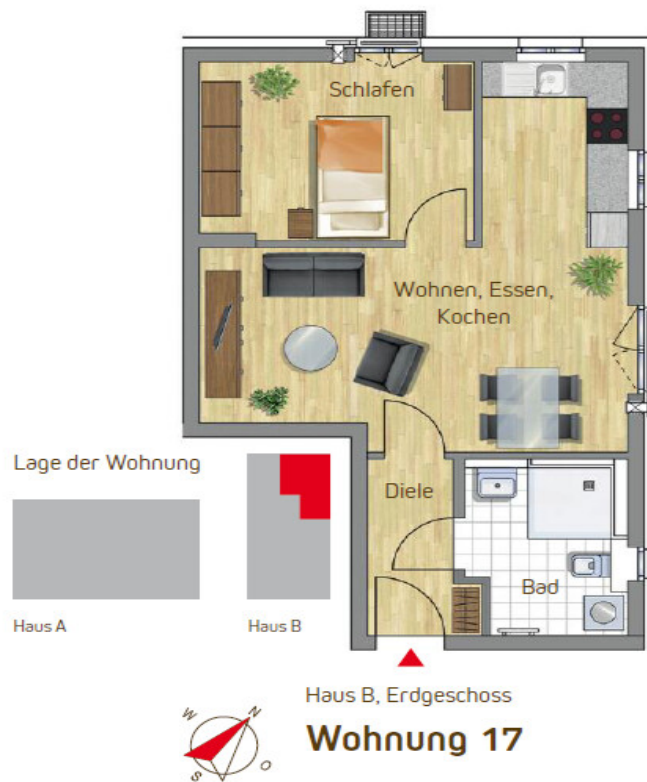 Schlafen
Wohnen, Essen,
Kochen
Lage der Wohnung
Diele
Bad
Haus A
Haus B
Haus B, Erdgeschoss
Wohnung 17
W
N
S
O